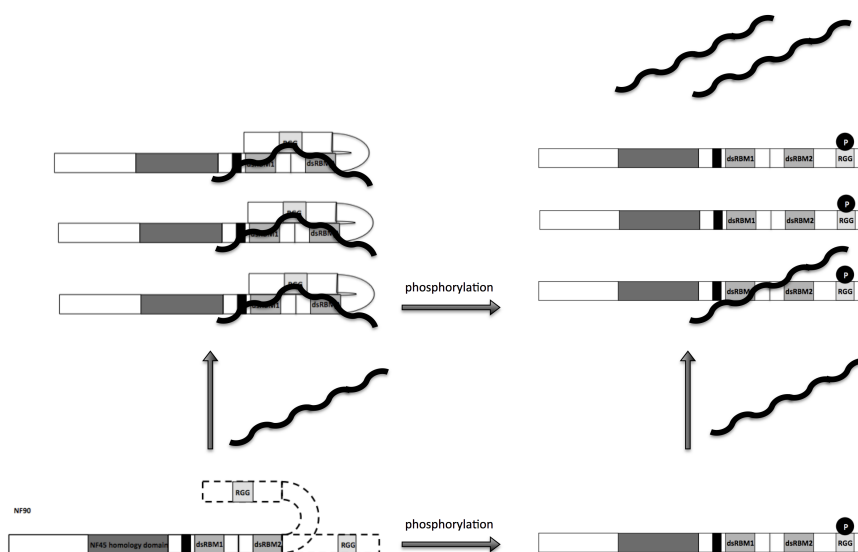 RGG
P
dsRBM1 dsRBM2 RGG
P
dsRBM1 dsRBM2 RGG
P
dsRBM2 RGG
phosphorylation
RGG
NF90
phosphorylation
P
NF45 homology domain dsRBM1 dsRBM2 RGG
dsRBM1 dsRBM2 RGG